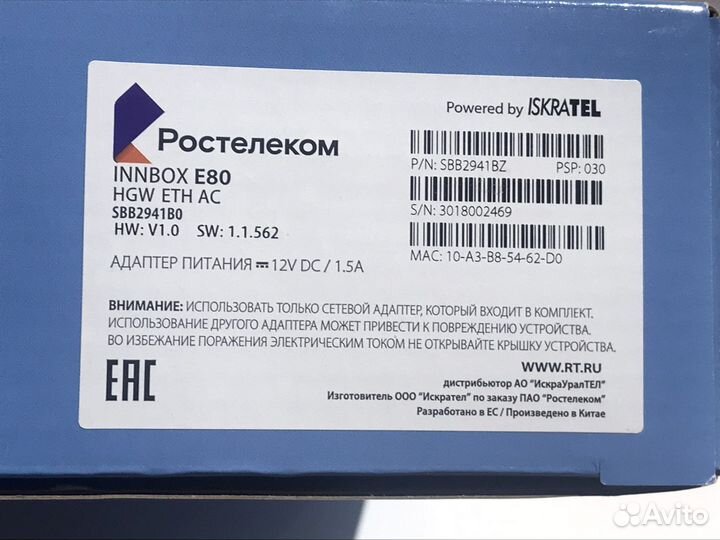 Ростелеком
Powered by ISKRATEL
INNBOX E80
HGW ETH AC
SBB2941B0
HW: V1.0 SW: 1.1.562
АДАПТЕР ПИТАНИЯ 12V DC / 1.5A
P/N: SBB2941BZ PSP: 030
S/N: 3018002469
MAC: 10-A3-B8-54-62-D0
ВНИМАНИЕ: ИСПОЛЬЗОВАТЬ ТОЛЬКО СЕТЕВОЙ АДАПТЕР, КОТОРЫЙ ВХОДИТ В КОМПЛЕКТ.
ИСПОЛЬЗОВАНИЕ ДРУГОГО АДАПТЕРА МОЖЕТ ПРИВЕСТИ К ПОВРЕЖДЕНИЮ УСТРОЙСТВА.
ВО ИЗБЕЖАНИЕ ПОРАЖЕНИЯ ЭЛЕКТРИЧЕСКИМ ТОКОМ НЕ ОТКРЫВАЙТЕ КРЫШКУ УСТРОЙСТВА.
EAC
WWW.RT.RU
дистрибьютор АО "ИскраУралТЕЛ"
Изготовитель ООО "Искрател" по заказу ПАО "Ростелеком"
Разработано в ЕС / Произведено в Китае
Avito